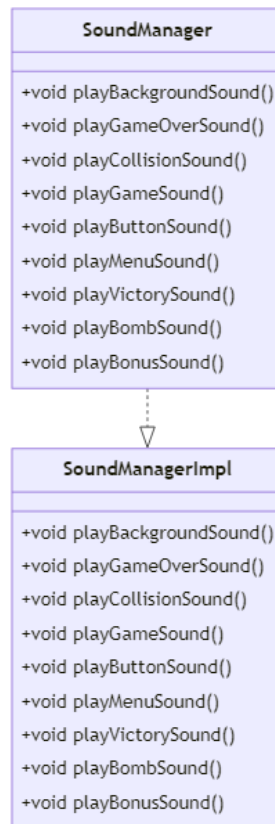 SoundManager
+void playBackgroundSound()
+void playGameOverSound()
+void playCollisionSound()
+void playGameSound()
+void playButtonSound()
+void playMenuSound()
+void playVictorySound()
+void playBombSound()
+void playBonusSound()
SoundManagerImpl
+void playBackgroundSound()
+void playGameOverSound()
+void playCollisionSound()
+void playGameSound()
+void playButtonSound()
+void playMenuSound()
+void playVictorySound()
+void playBombSound()
+void playBonusSound()